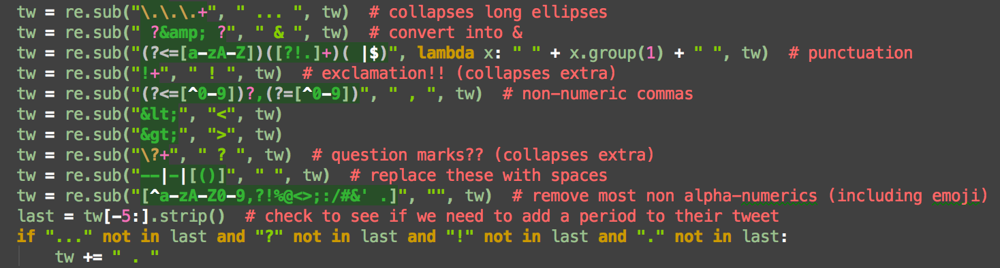 tw = re.sub("\.\.\.+", " ... ", tw)  # collapses long ellipses
tw = re.sub(" ?&amp; ?", " & ", tw)  # convert into &
tw = re.sub("(?<=[a-zA-Z])([?!.]+)( |$)", lambda x: " " + x.group(1) + " ", tw)  # punctuation
tw = re.sub("!+", " ! ", tw)  # exclamation!! (collapses extra)
tw = re.sub("(?<=[^0-9])?,(?=[^0-9])", " , ", tw)  # non-numeric commas
tw = re.sub("&lt;", "<", tw)
tw = re.sub("&gt;", ">", tw)
tw = re.sub("\?+", " ? ", tw)  # question marks?? (collapses extra)
tw = re.sub("--|-|[()]", " ", tw)  # replace these with spaces
tw = re.sub("[^a-zA-Z0-9,?!%@<>;:/#&' .]", "", tw)  # remove most non alpha-numerics (including emoji)
last = tw[-5:].strip()  # check to see if we need to add a period to their tweet
if "..." not in last and "?" not in last and "!" not in last and "." not in last:
    tw += " . "